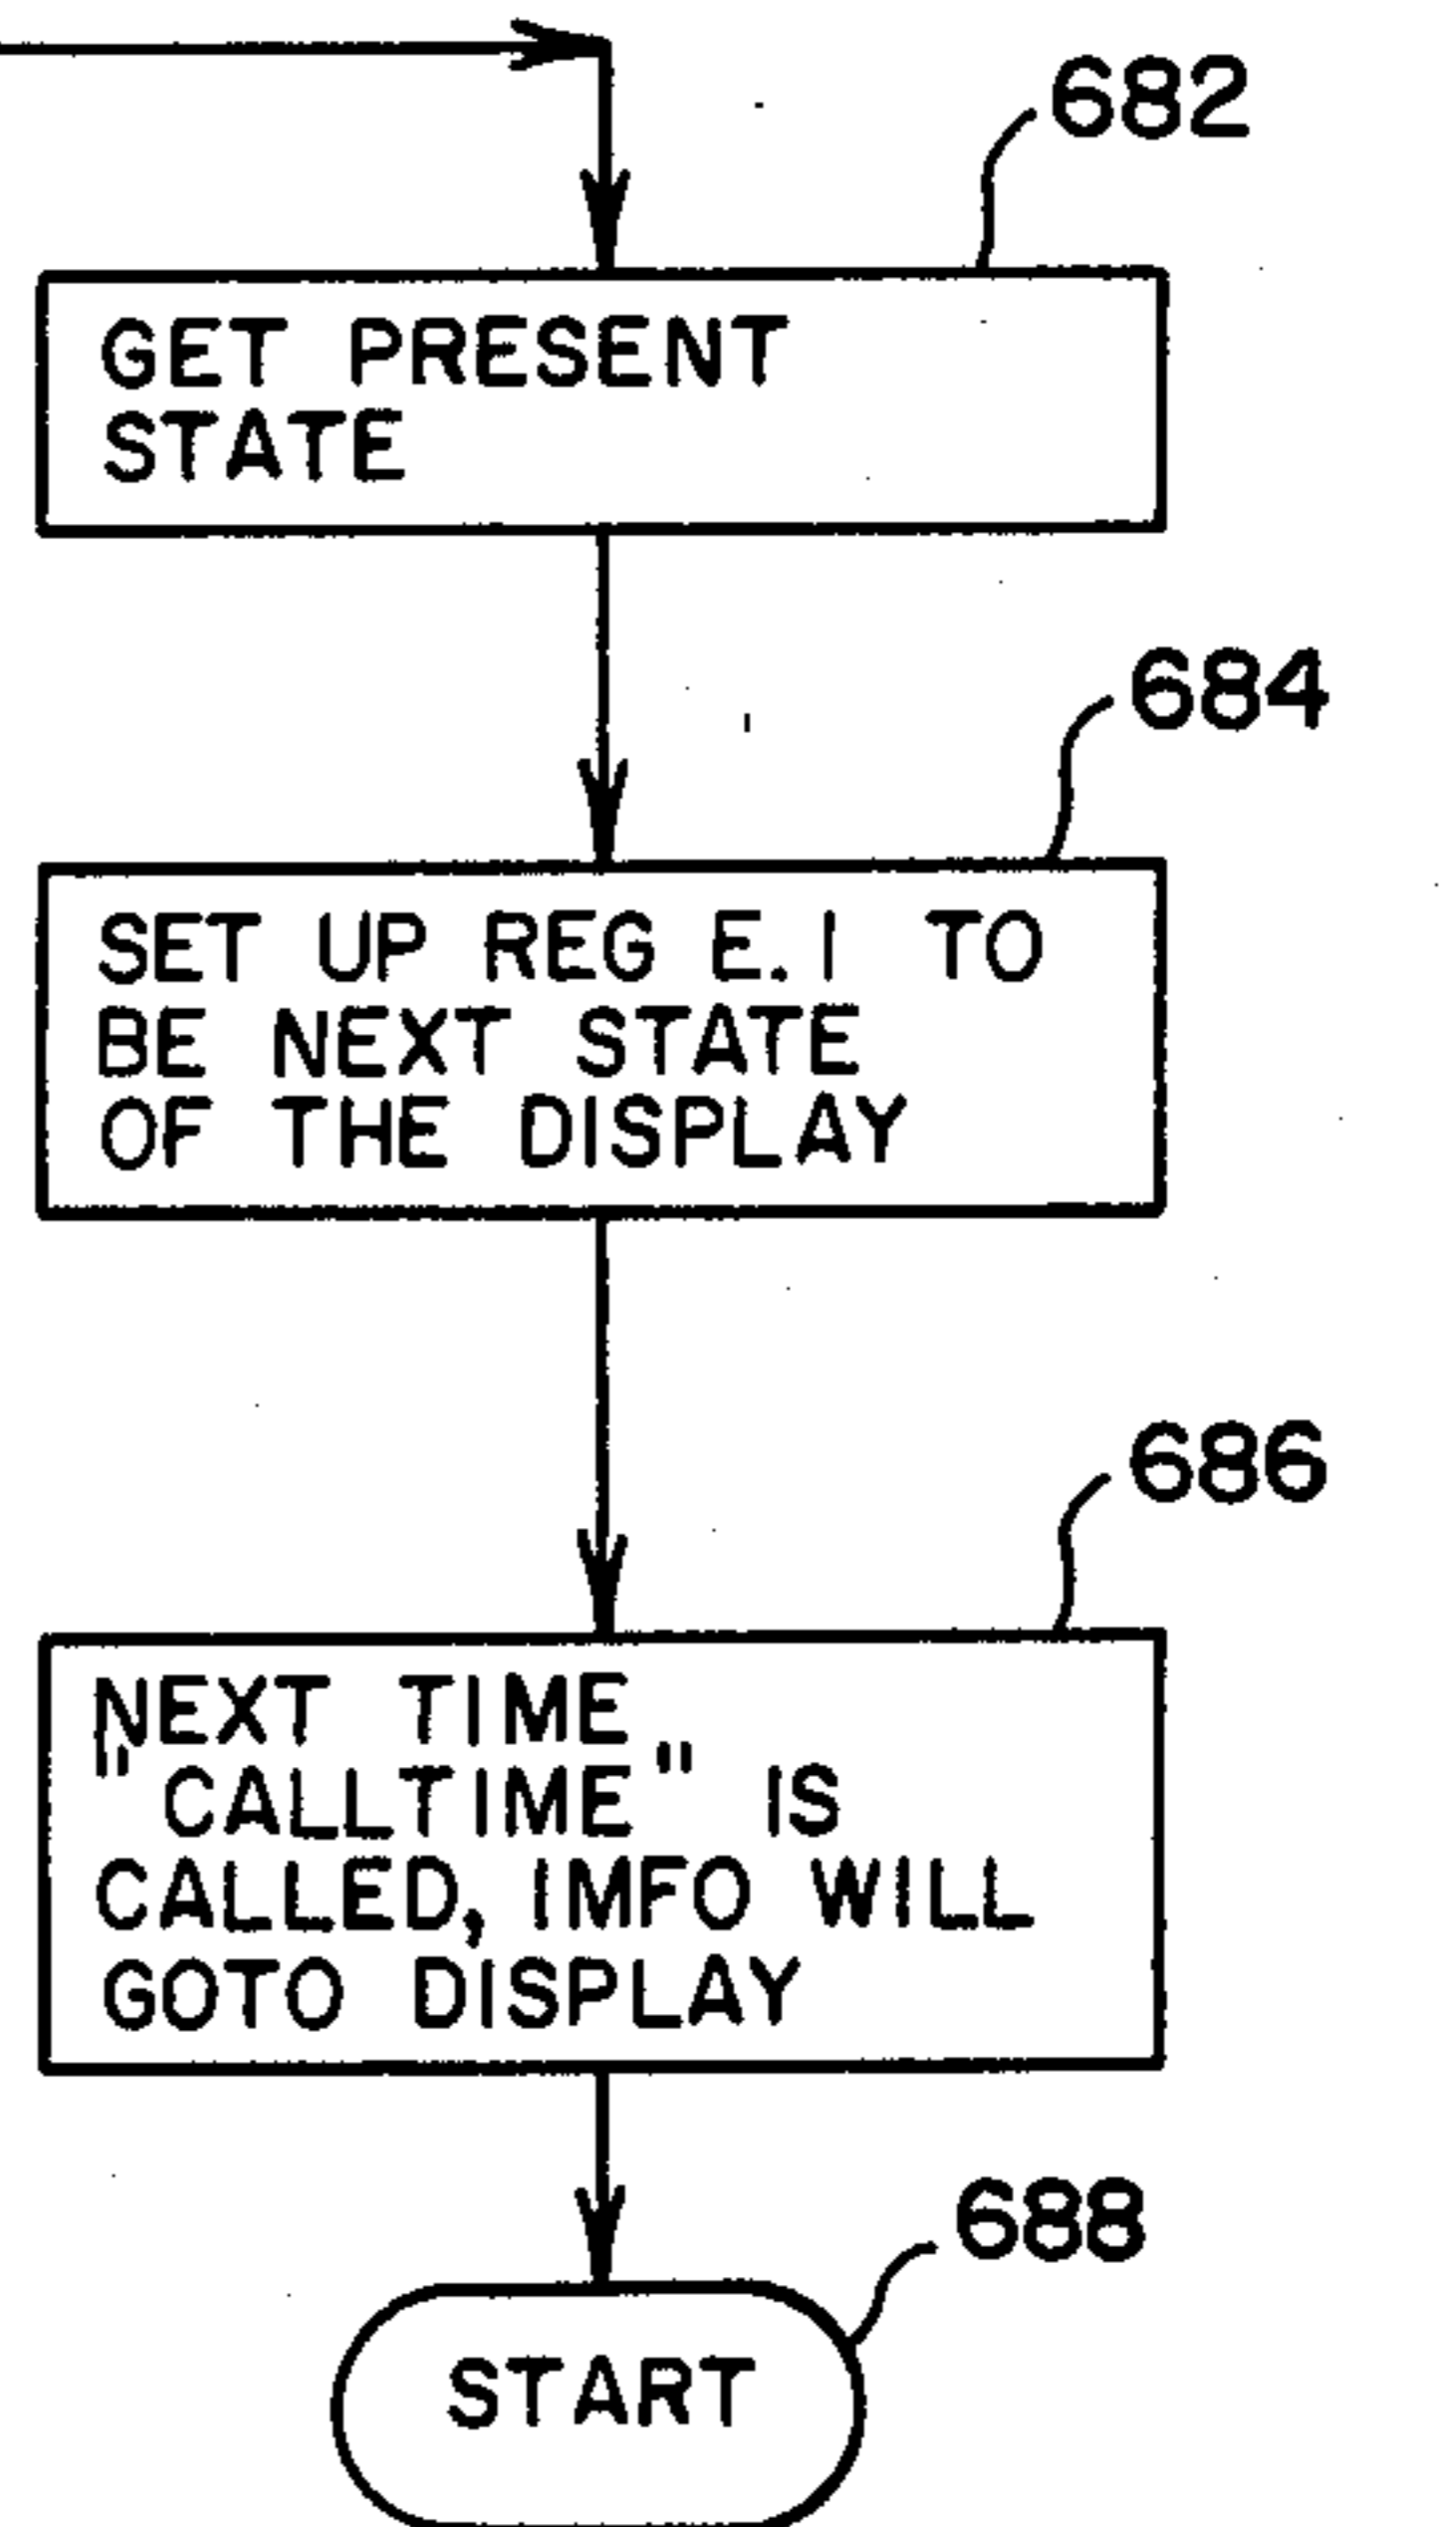 682
GET PRESENT
STATE
684
SET UP REG E.1 TO
BE NEXT STATE
OF THE DISPLAY
686
NEXT TIME
"CALLTIME" IS
CALLED, IMFO WILL
GOTO DISPLAY
688
START